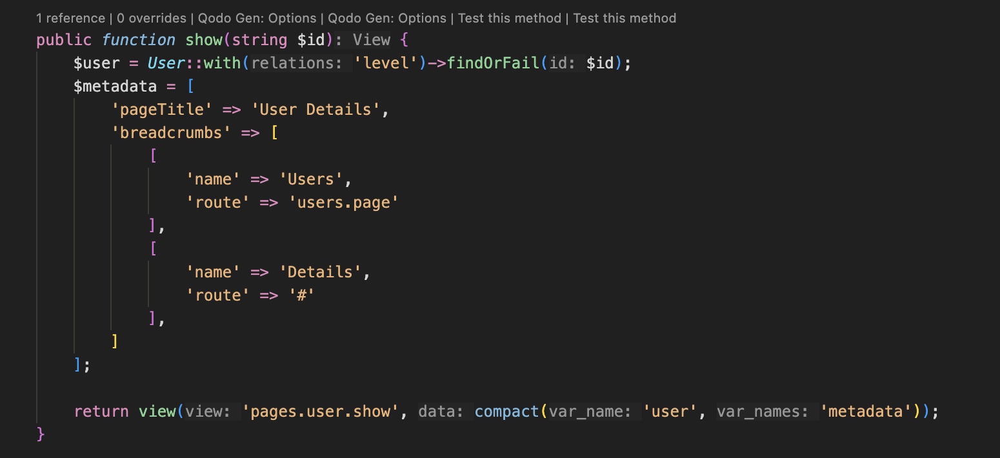 1 reference | 0 overrides | Qodo Gen: Options | Qodo Gen: Options | Test this method | Test this method
public function show(string $id): View {
    $user = User::with(relations: 'level')->findOrFail(id: $id);
    $metadata = [
        'pageTitle' => 'User Details',
        'breadcrumbs' => [
            [
                'name' => 'Users',
                'route' => 'users.page'
            ],
            [
                'name' => 'Details',
                'route' => '#'
            ],
        ]
    ];
    return view(view: 'pages.user.show', data: compact(var_name: 'user', var_names: 'metadata'));
}